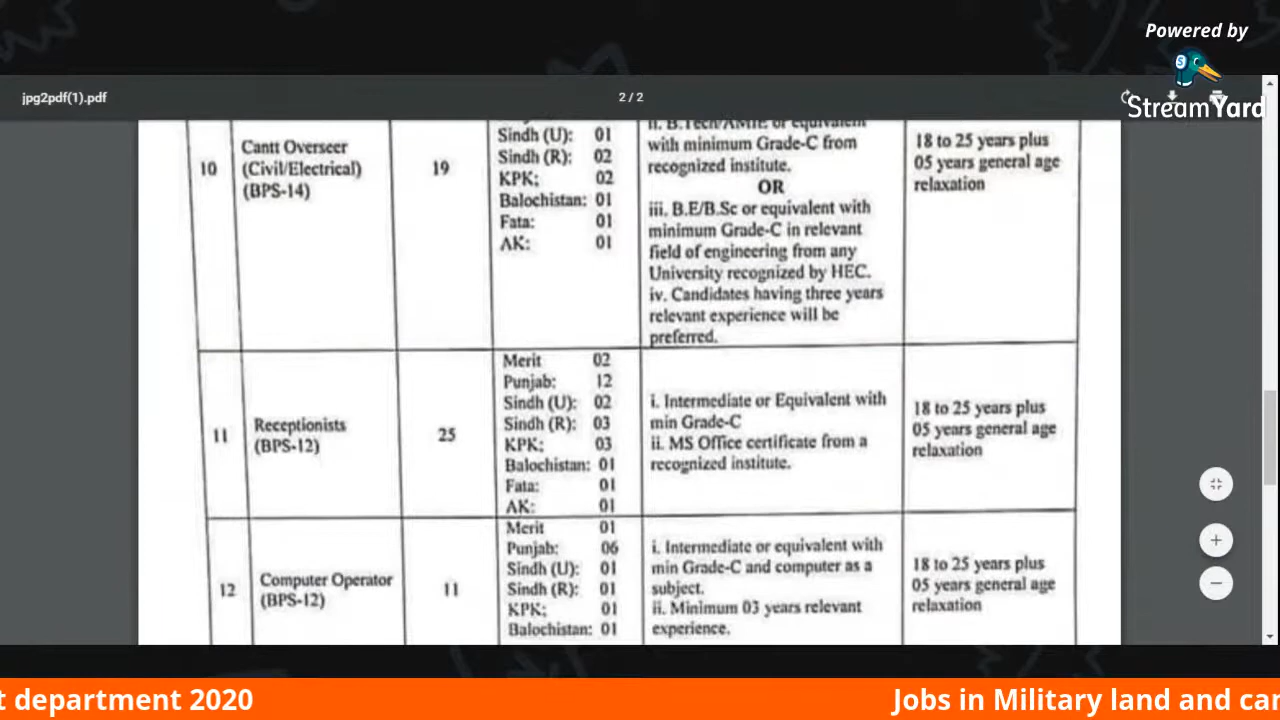 Powered by
StreamYard
jpg2pdf(1).pdf
2 / 2
10
Cantt Overseer
(Civil/Electrical)
(BPS-14)
19
Sindh (U): 01
Sindh (R): 02
KPK: 02
Balochistan: 01
Fata: 01
AK: 01
ii. B.Tech/AMIE or equivalent
with minimum Grade-C from
recognized institute.
OR
iii. B.E/B.Sc or equivalent with
minimum Grade-C in relevant
field of engineering from any
University recognized by HEC.
iv. Candidates having three years
relevant experience will be
preferred.
18 to 25 years plus
05 years general age
relaxation
11
Receptionists
(BPS-12)
25
Merit 02
Punjab: 12
Sindh (U): 02
Sindh (R): 03
KPK: 03
Balochistan: 01
Fata: 01
AK: 01
i. Intermediate or Equivalent with
min Grade-C
ii. MS Office certificate from a
recognized institute.
18 to 25 years plus
05 years general age
relaxation
12
Computer Operator
(BPS-12)
11
Merit 01
Punjab: 06
Sindh (U): 01
Sindh (R): 01
KPK: 01
Balochistan: 01
i. Intermediate or equivalent with
min Grade-C and computer as a
subject.
ii. Minimum 03 years relevant
experience.
18 to 25 years plus
05 years general age
relaxation
t department 2020
Jobs in Military land and can